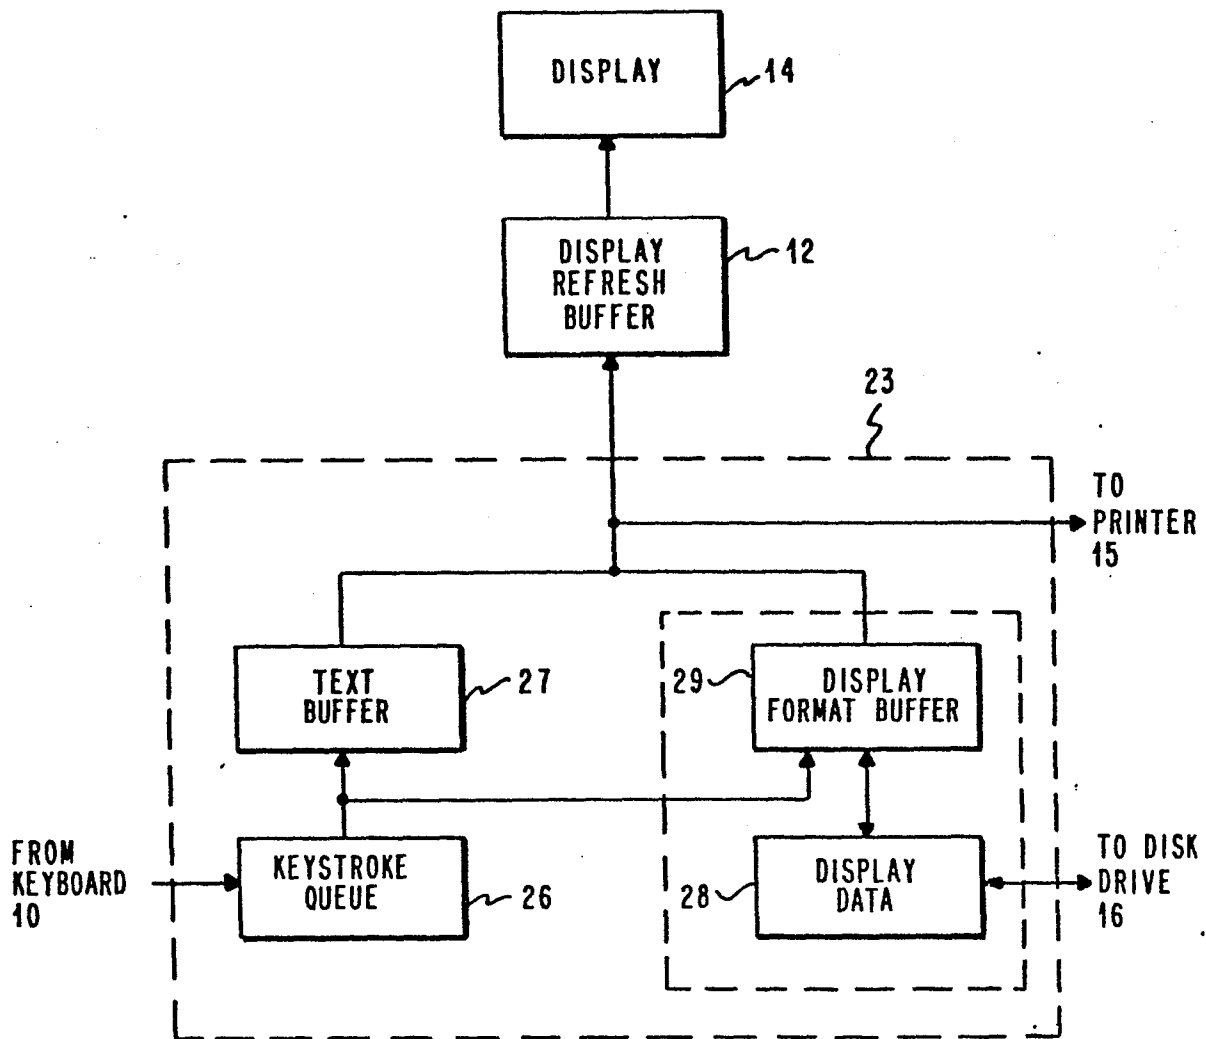 DISPLAY
14
DISPLAY
REFRESH
BUFFER
12
23
TO
PRINTER
15
TEXT
BUFFER
27
29
DISPLAY
FORMAT BUFFER
FROM
KEYBOARD
10
KEYSTROKE
QUEUE
26
28
DISPLAY
DATA
TO DISK
DRIVE
16